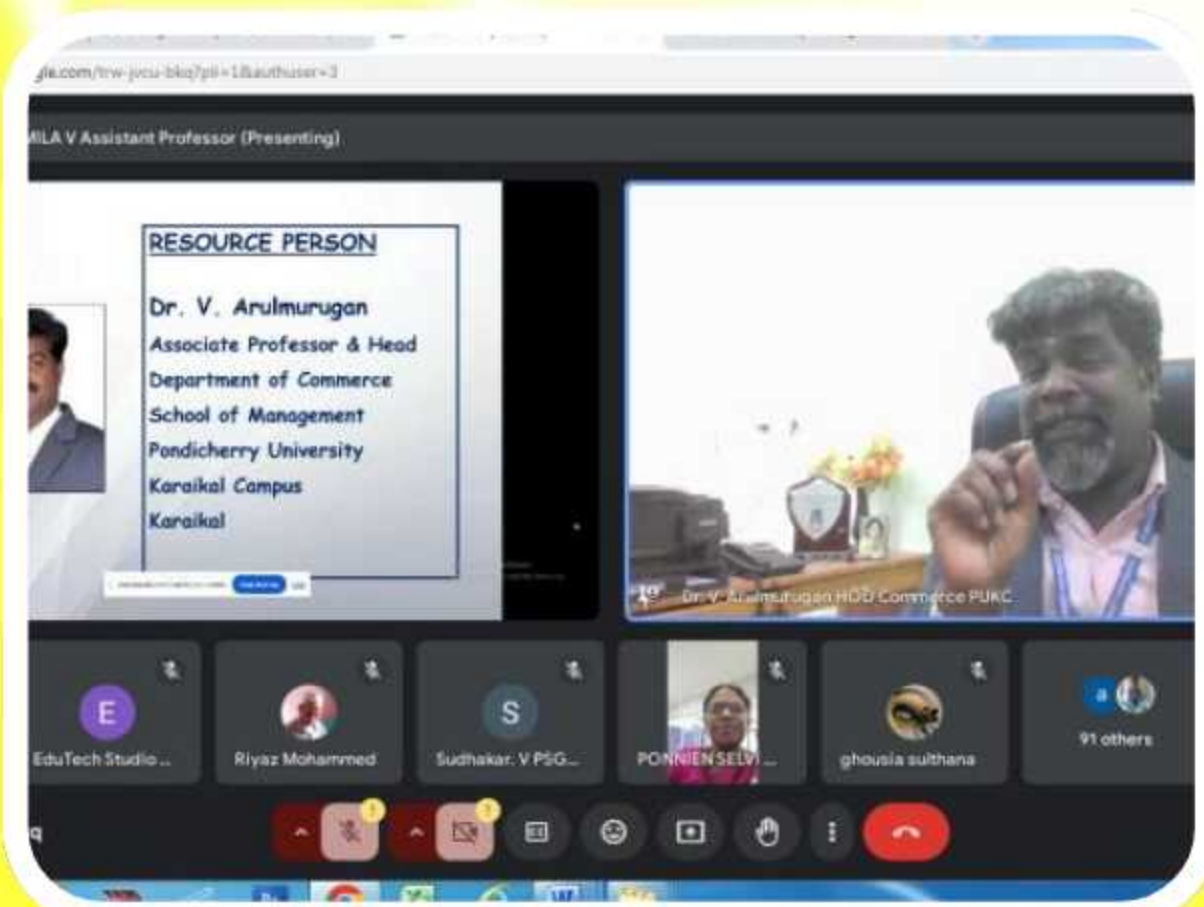 gle.com/trw-jvcu-bkq?pli=1&authuser=3
MILA V Assistant Professor (Presenting)
RESOURCE PERSON
Dr. V. Arulmurugan
Associate Professor & Head
Department of Commerce
School of Management
Pondicherry University
Karaikal Campus
Karaikal
Dr. V. Arulmurugan HOD Commerce PUKC
E
S
a
EduTech Studio ...
Riyaz Mohammed
Sudhakar. V PSG...
PONNIEN SELVI ...
ghousia sulthana
91 others
q